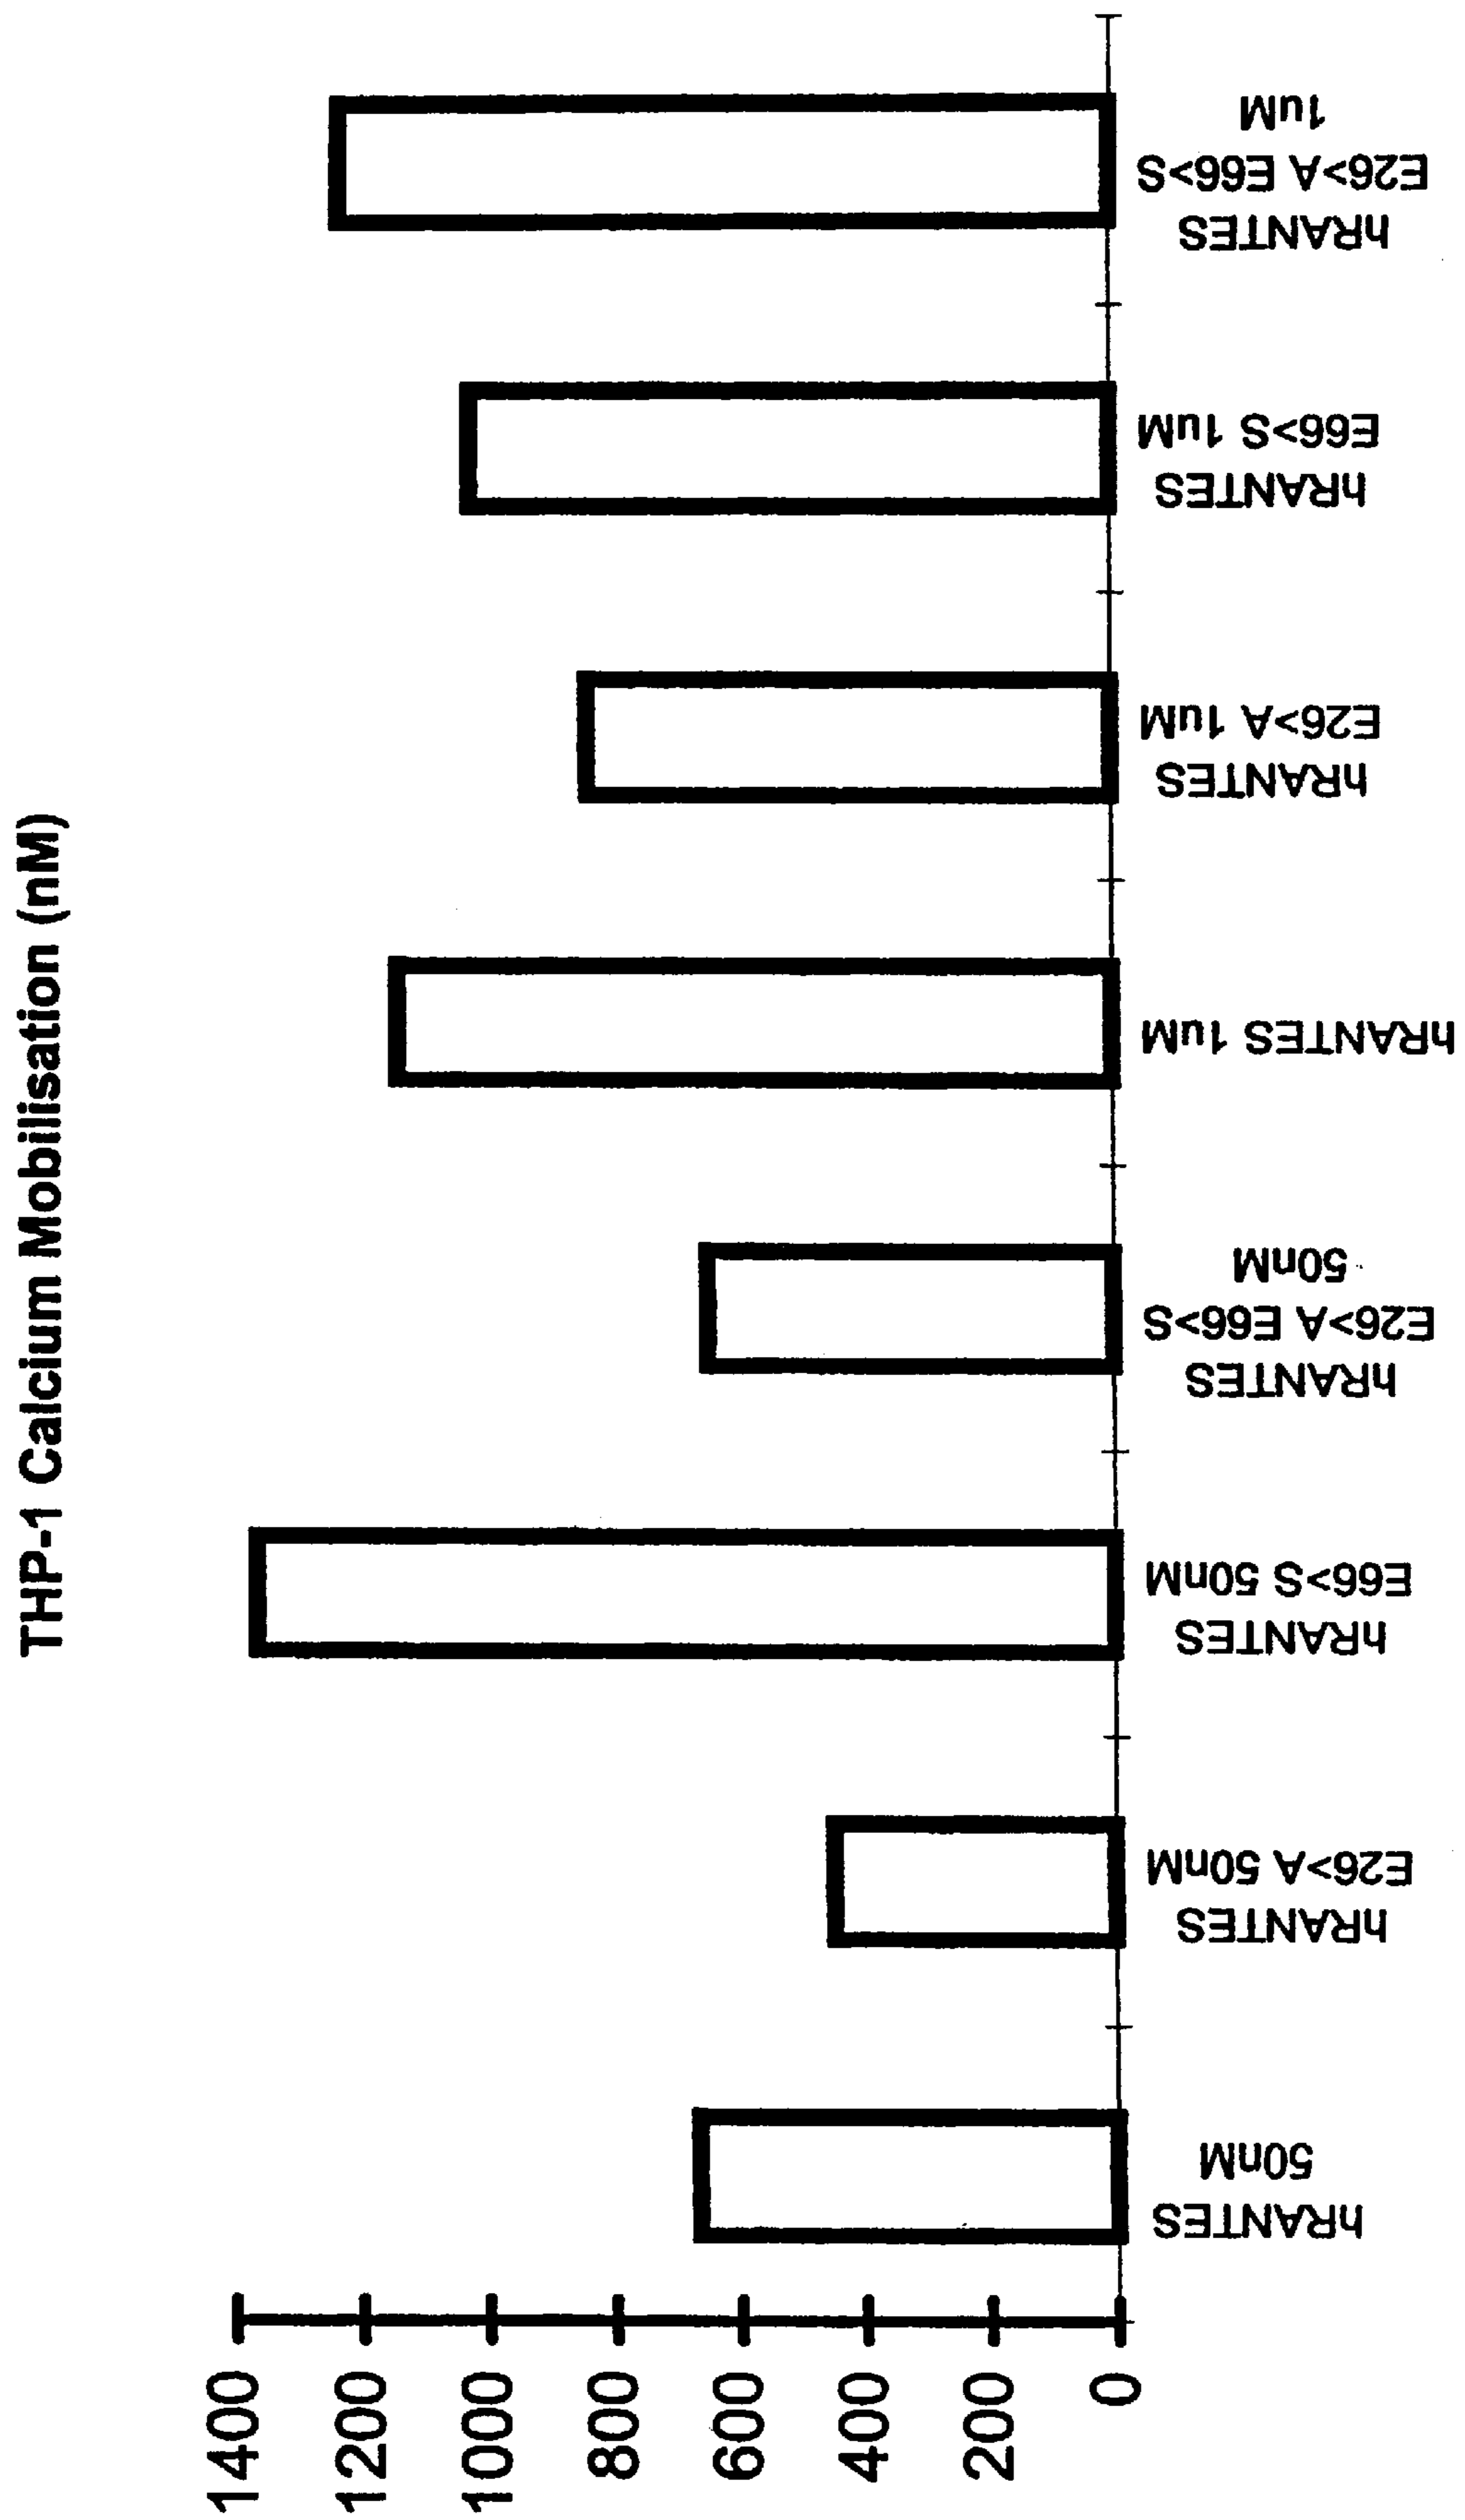 THP-1 Calcium Mobilisation (nM)
1400
1200
1000
800
600
400
200
0
hRANTES
50nM
hRANTES
E26>A 50nM
hRANTES
E66>S 50nM
hRANTES
E26>A E66>S
50nM
hRANTES 1uM
hRANTES
E26>A 1uM
hRANTES
E66>S 1uM
hRANTES
E26>A E66>S
1uM